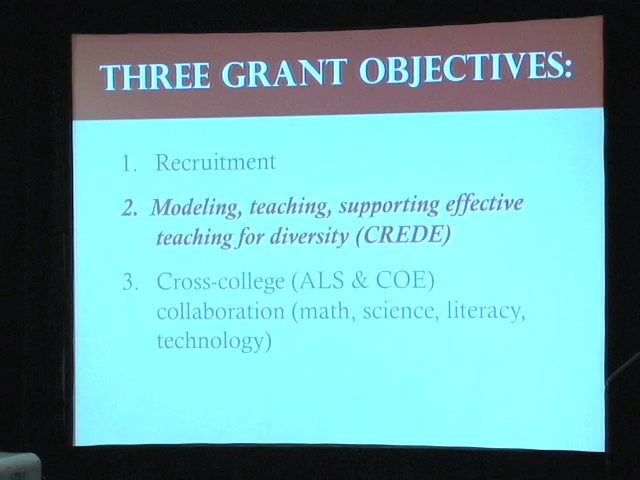 THREE GRANT OBJECTIVES:
1. Recruitment
2. Modeling, teaching, supporting effective
teaching for diversity (CREDE)
3. Cross-college (ALS & COE)
collaboration (math, science, literacy,
technology)